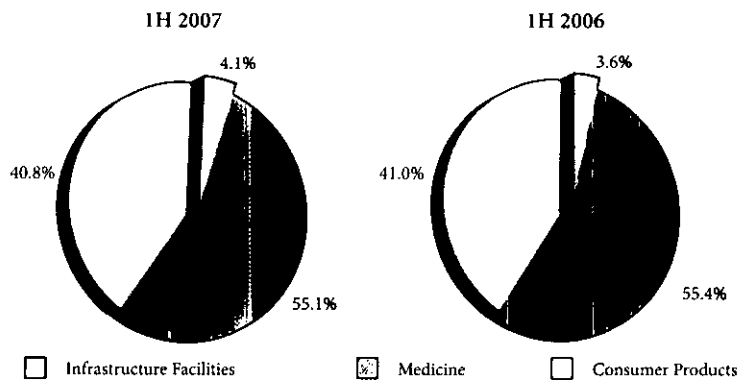 1H 2007
1H 2006
4.1%
3.6%
40.8%
41.0%
55.1%
55.4%
Infrastructure Facilities
Medicine
Consumer Products